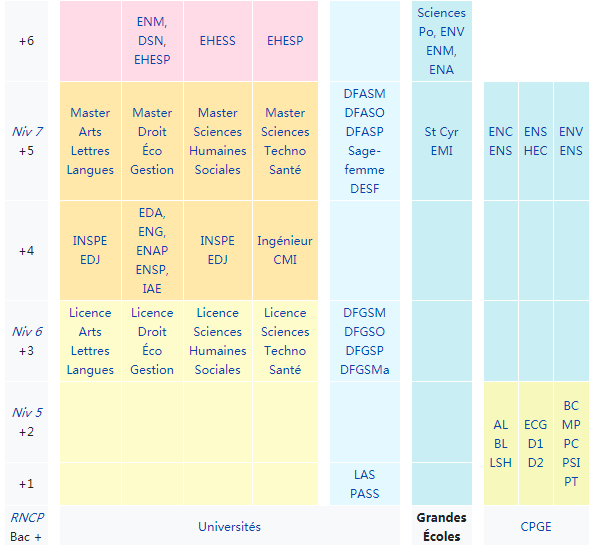 +6
ENM,
DSN,
EHESP
EHESS
EHESP
Sciences
Po, ENV
ENM,
ENA
Niv 7
+5
Master
Arts
Lettres
Langues
Master
Droit
Éco
Gestion
Master
Sciences
Humaines
Sociales
Master
Sciences
Techno
Santé
DFASM
DFASO
DFASP
Sage-
femme
DESF
St Cyr
EMI
ENC
ENS
ENS
HEC
ENV
ENS
+4
INSPE
EDJ
EDA,
ENG,
ENAP
ENSP,
IAE
INSPE
EDJ
Ingénieur
CMI
Niv 6
+3
Licence
Arts
Lettres
Langues
Licence
Droit
Éco
Gestion
Licence
Sciences
Humaines
Sociales
Licence
Sciences
Techno
Santé
DFGSM
DFGSO
DFGSP
DFGSMa
Niv 5
+2
AL
BL
LSH
ECG
D1
D2
BC
MP
PC
PSI
PT
+1
LAS
PASS
RNCP
Bac +
Universités
Grandes
Écoles
CPGE